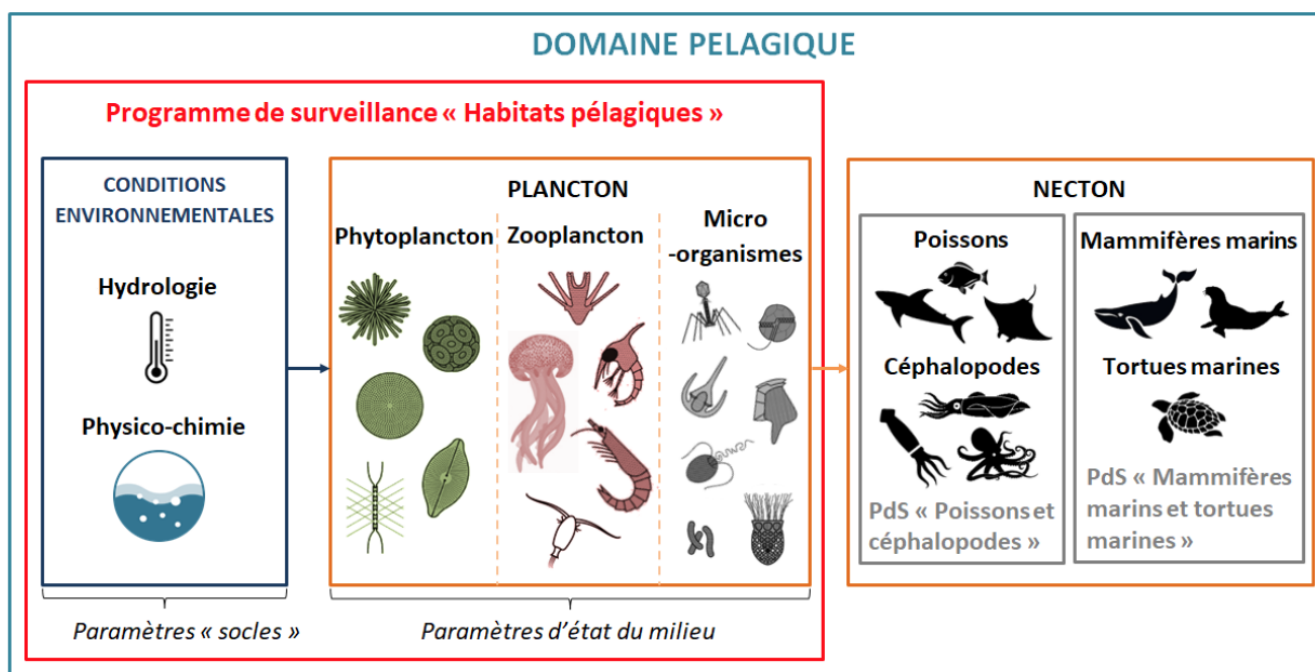 DOMAINE PELAGIQUE
Programme de surveillance « Habitats pélagiques »
CONDITIONS
ENVIRONNEMENTALES
Hydrologie
Physico-chimie
PLANCTON
Phytoplancton
Zooplancton
Micro
-organismes
NECTON
Poissons
Céphalopodes
PdS « Poissons et
céphalopodes »
Mammifères marins
Tortues marines
PdS « Mammifères
marins et tortues
marines »
Paramètres « socles »
Paramètres d’état du milieu